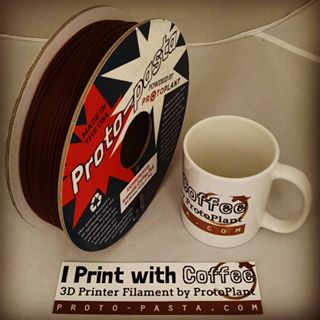 MADE IN
THE USA
Proto-pasta
POWERED BY
PROTOPLANT
Coffee
ProtoPlant
.COM
I Print with Coffee
3D Printer Filament by ProtoPlant
PROTO-PASTA.COM